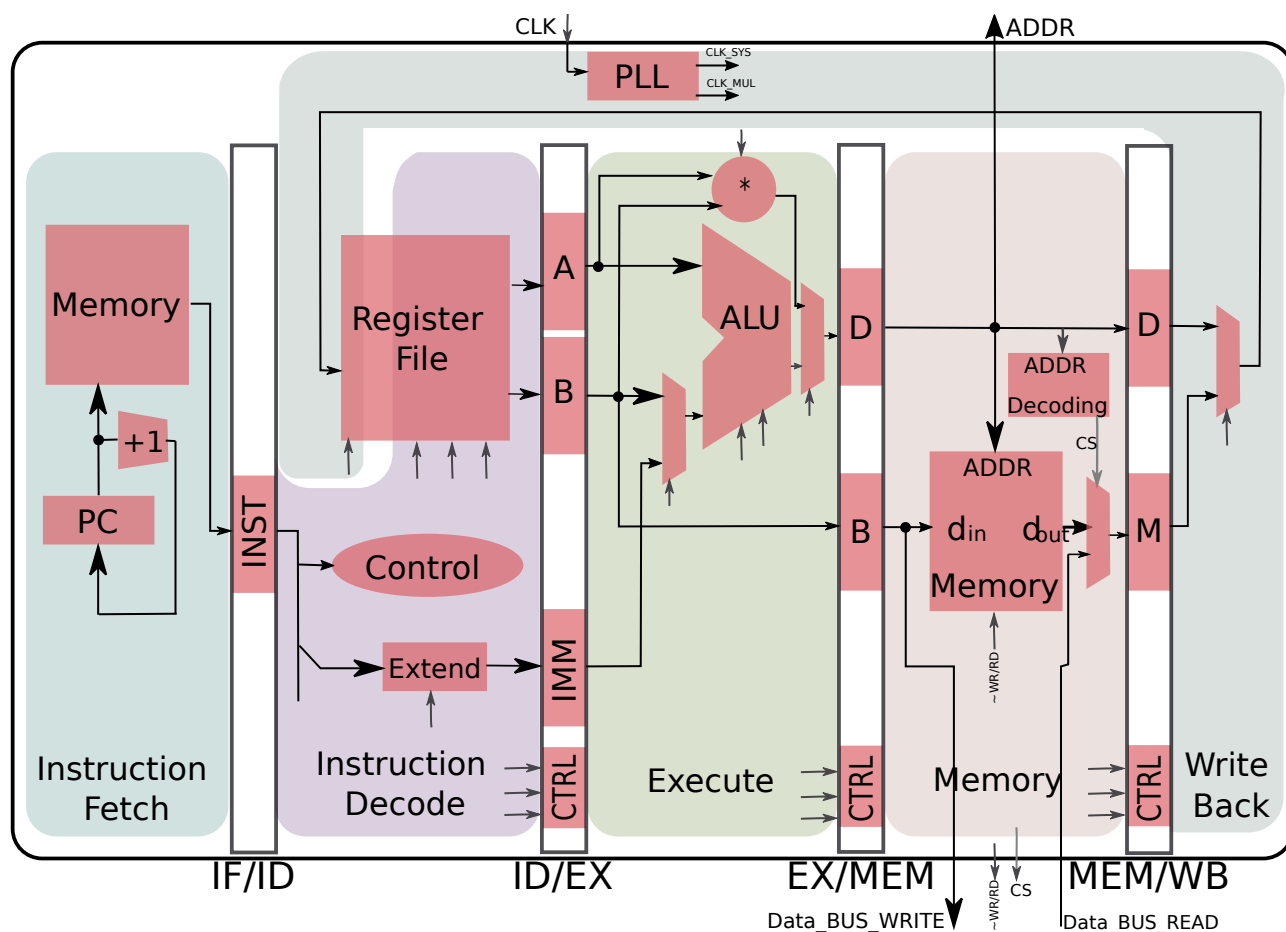 CLK
ADDR
PLL
CLK_SYS
CLK_MUL
Memory
+1
PC
Instruction
Fetch
INST
IF/ID
Register
File
Control
Extend
Instruction
Decode
A
B
IMM
CTRL
ID/EX
*
ALU
Execute
D
B
CTRL
EX/MEM
ADDR
Decoding
CS
ADDR
din
dout
Memory
~WR/RD
Memory
D
M
CTRL
MEM/WB
Write
Back
Data_BUS_WRITE
~WR/RD
CS
Data_BUS_READ